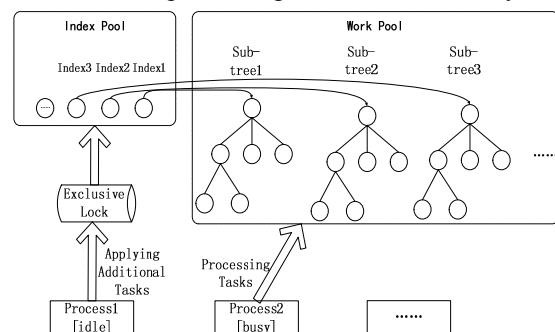 Index Pool
Work Pool
Sub-
tree1
Sub-
tree2
Sub-
tree3
Index3 Index2 Index1
......
......
Exclusive
Lock
Applying
Additional
Tasks
Processing
Tasks
Process1
[idle]
Process2
[busy]
......